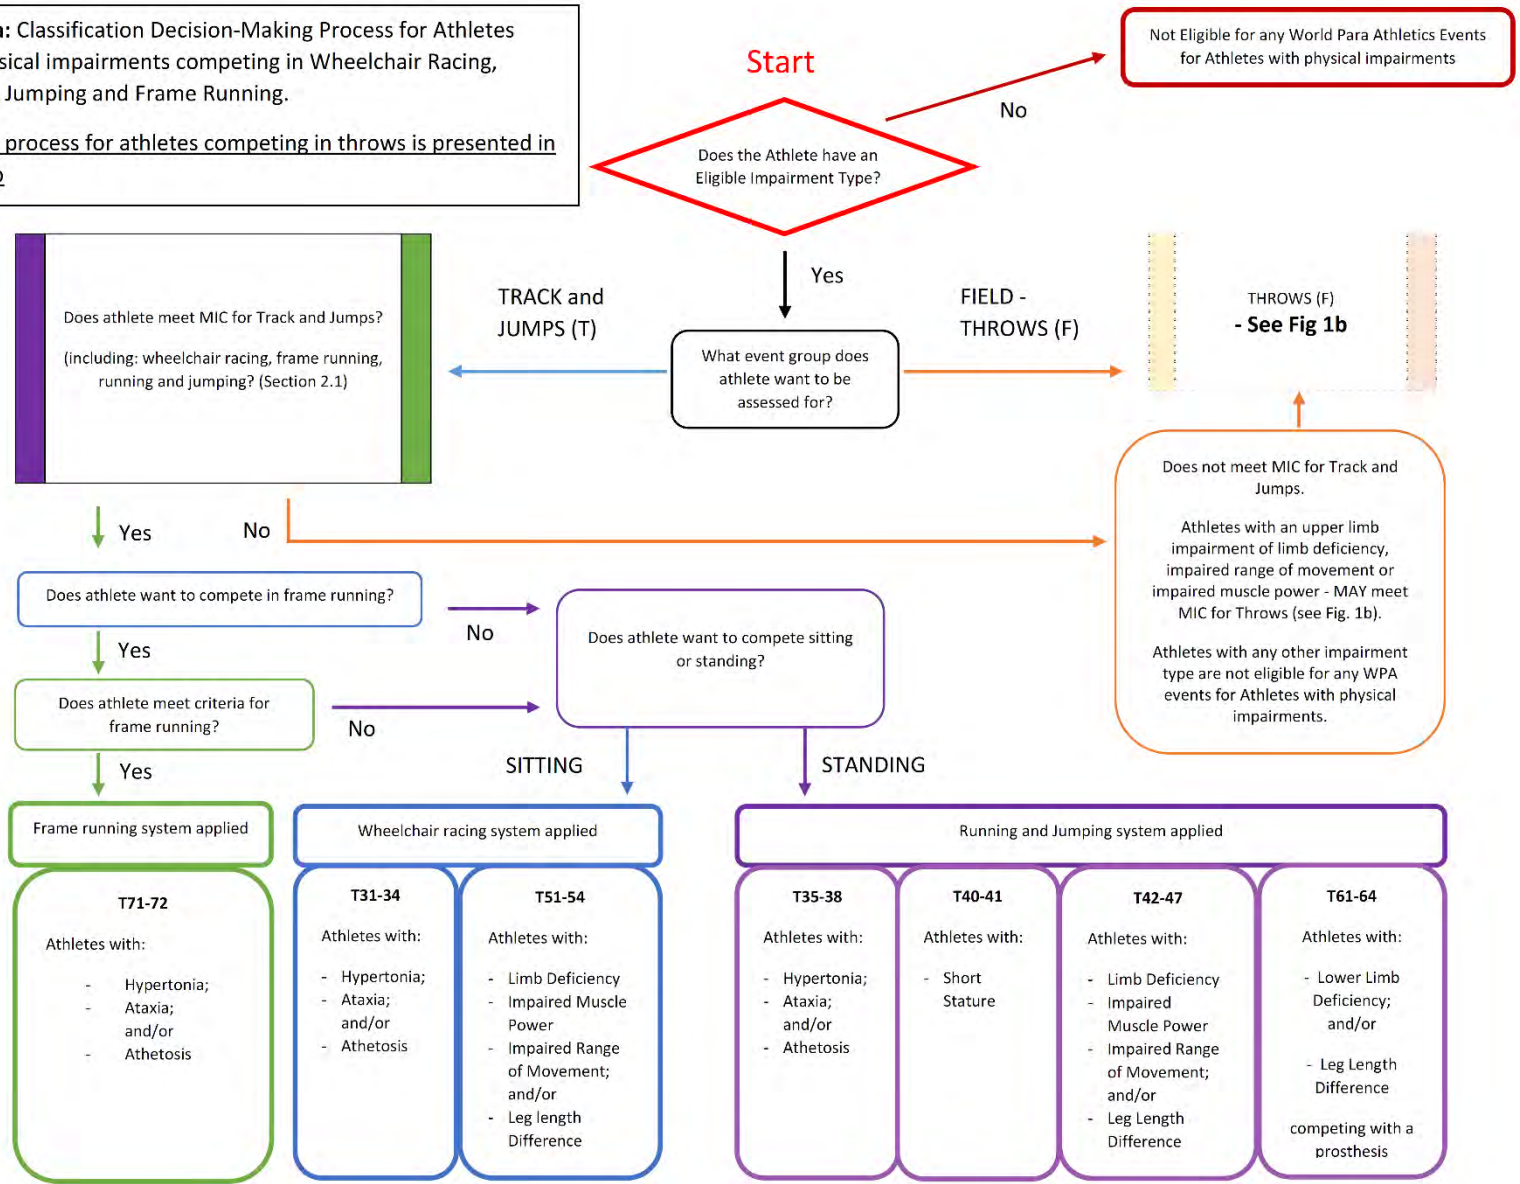 Classification Decision-Making Process for Athletes
impairments competing in Wheelchair Racing,
Jumping and Frame Running.
process for athletes competing in throws is presented in
Start
Not Eligible for any World Para Athletics Events
for Athletes with physical impairments
No
Does the Athlete have an
Eligible Impairment Type?
Yes
TRACK and
JUMPS (T)
FIELD -
THROWS (F)
What event group does
athlete want to be
assessed for?
Does athlete meet MIC for Track and Jumps?
(including: wheelchair racing, frame running,
running and jumping? (Section 2.1)
THROWS (F)
- See Fig 1b
Does not meet MIC for Track and
Jumps.
Athletes with an upper limb
impairment of limb deficiency,
impaired range of movement or
impaired muscle power - MAY meet
MIC for Throws (see Fig. 1b).
Athletes with any other impairment
type are not eligible for any WPA
events for Athletes with physical
impairments.
Yes
No
Does athlete want to compete in frame running?
No
Yes
Does athlete want to compete sitting
or standing?
Does athlete meet criteria for
frame running?
No
Yes
SITTING
STANDING
Frame running system applied
Wheelchair racing system applied
Running and Jumping system applied
T71-72
Athletes with:
- Hypertonia;
- Ataxia;
and/or
- Athetosis
T31-34
Athletes with:
- Hypertonia;
- Ataxia;
and/or
- Athetosis
T51-54
Athletes with:
- Limb Deficiency
- Impaired Muscle
Power
- Impaired Range
of Movement;
and/or
- Leg length
Difference
T35-38
Athletes with:
- Hypertonia;
- Ataxia;
and/or
- Athetosis
T40-41
Athletes with:
- Short
Stature
T42-47
Athletes with:
- Limb Deficiency
- Impaired
Muscle Power
- Impaired Range
of Movement;
and/or
- Leg Length
Difference
T61-64
Athletes with:
- Lower Limb
Deficiency;
and/or
- Leg Length
Difference
competing with a
prosthesis